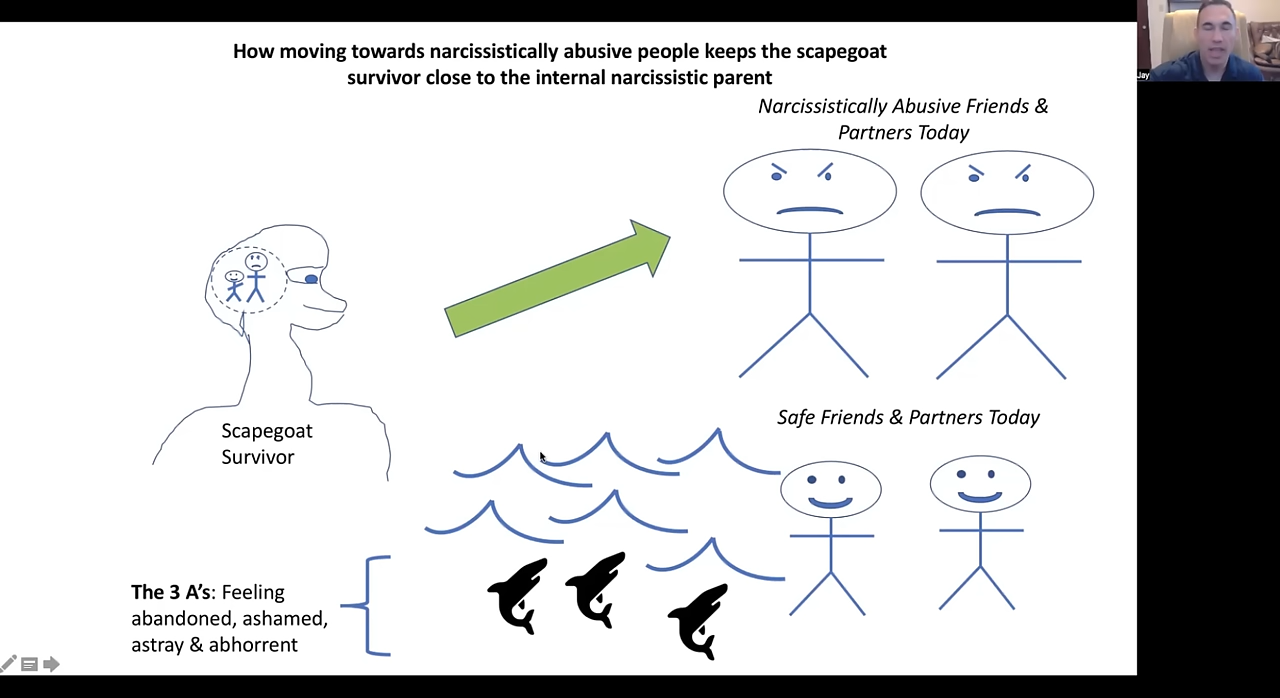 How moving towards narcissistically abusive people keeps the scapegoat
survivor close to the internal narcissistic parent
Narcissistically Abusive Friends &
Partners Today
Scapegoat
Survivor
Safe Friends & Partners Today
The 3 A's: Feeling
abandoned, ashamed,
astray & abhorrent
Jay